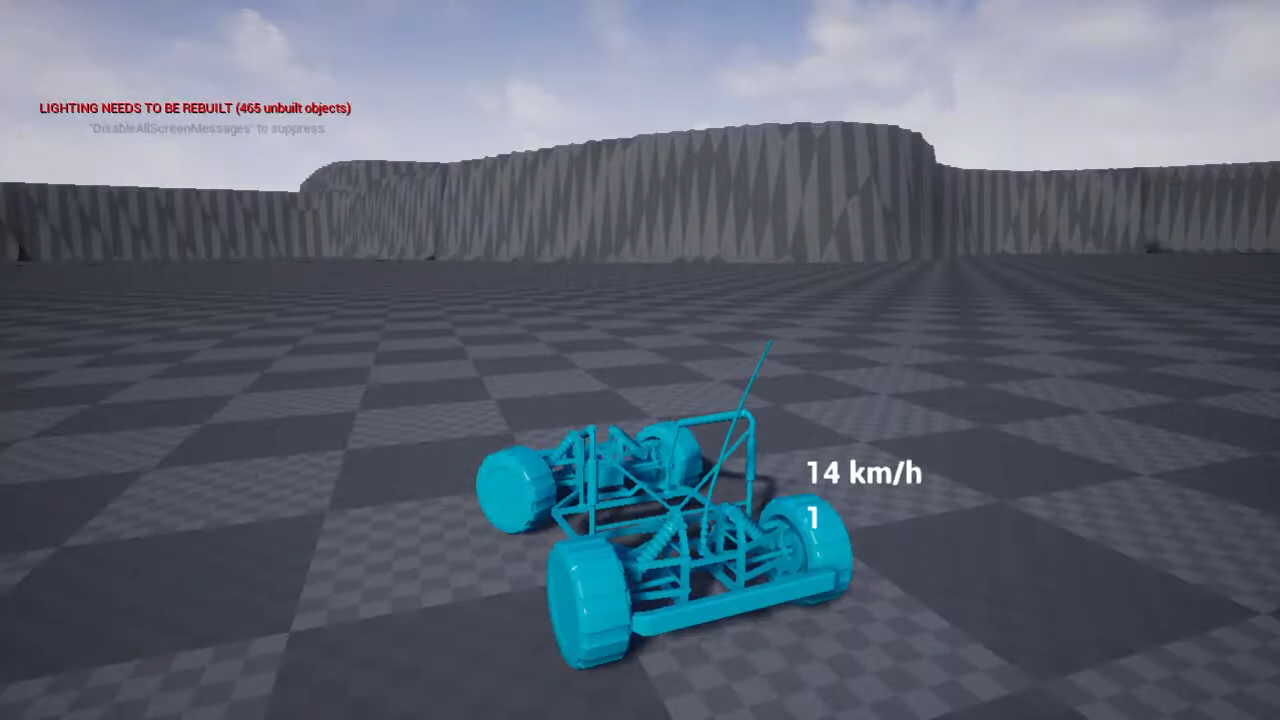 LIGHTING NEEDS TO BE REBUILT (465 unbuilt objects)
'DisableAllScreenMessages' to suppress
14 km/h
1